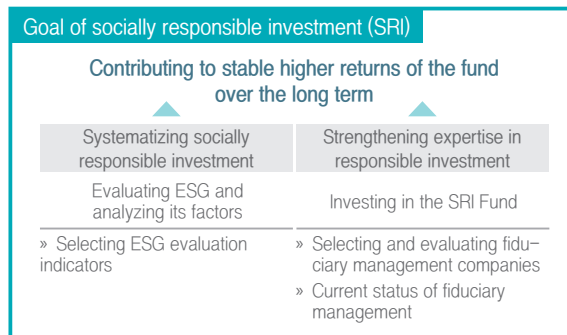 Goal of socially responsible investment (SRI)
Contributing to stable higher returns of the fund
over the long term
Systematizing socially
responsible investment
Evaluating ESG and
analyzing its factors
» Selecting ESG evaluation
indicators
Strengthening expertise in
responsible investment
Investing in the SRI Fund
» Selecting and evaluating fidu–
ciary management companies
» Current status of fiduciary
management